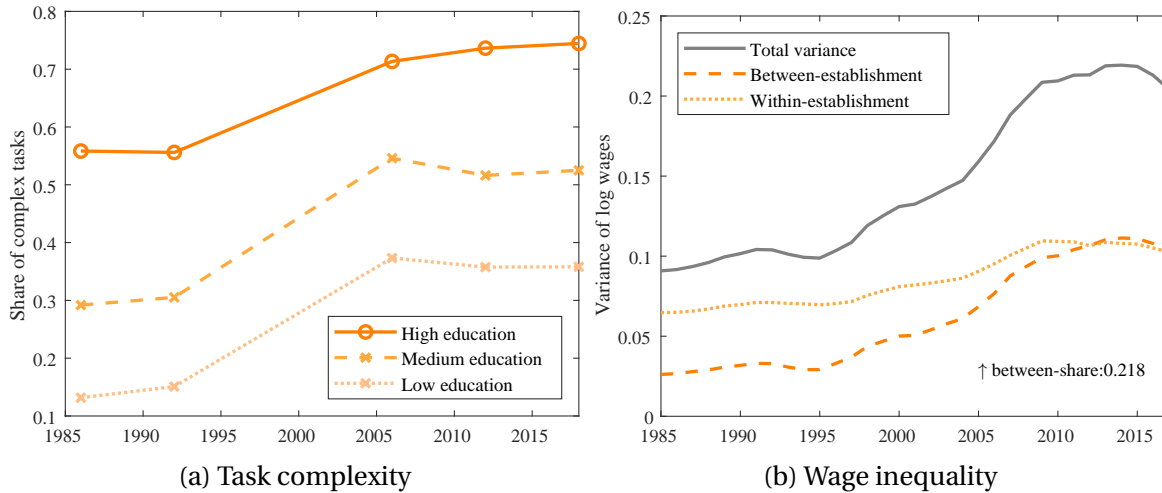 0.8
0.7
0.6
0.5
0.4
0.3
0.2
0.1
Share of complex tasks
High education
Medium education
Low education
1985 1990 1995 2000 2005 2010 2015
(a) Task complexity
0.25
0.2
0.15
0.1
0.05
0
Variance of log wages
Total variance
Between-establishment
Within-establishment
↑ between-share:0.218
1985 1990 1995 2000 2005 2010 2015
(b) Wage inequality